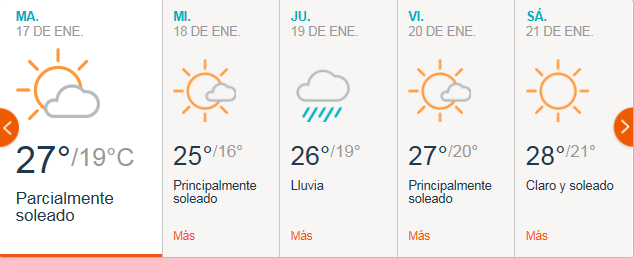 MA.
17 DE ENE.
27°/19°C
Parcialmente
soleado
MI.
18 DE ENE.
25°/16°
Principalmente
soleado
Más
JU.
19 DE ENE.
26°/19°
Lluvia
Más
VI.
20 DE ENE.
27°/20°
Principalmente
soleado
Más
SÁ.
21 DE ENE.
28°/21°
Claro y soleado
Más